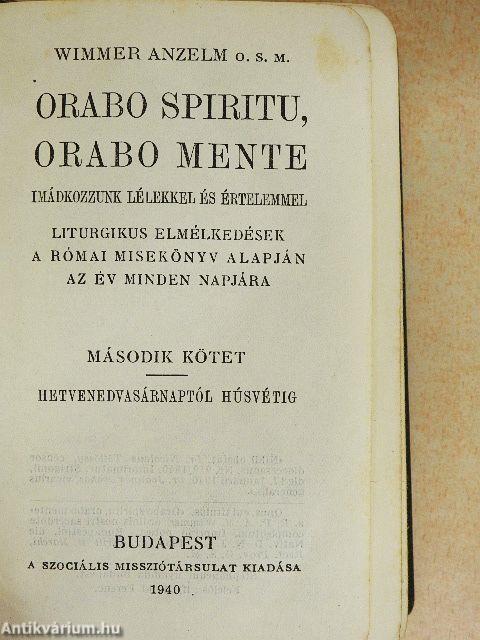 WIMMER ANZELM O. S. M.
ORABO SPIRITU,
ORABO MENTE
IMÁDKOZZUNK LÉLEKKEL ÉS ÉRTELEMMEL
LITURGIKUS ELMÉLKEDÉSEK
A RÓMAI MISEKÖNYV ALAPJÁN
AZ ÉV MINDEN NAPJÁRA
MÁSODIK KÖTET
HETVENEDVASÁRNAPTÓL HÚSVÉTIG
BUDAPEST
A SZOCIÁLIS MISSZIÓTÁRSULAT KIADÁSA
1940
Antikvárium.hu